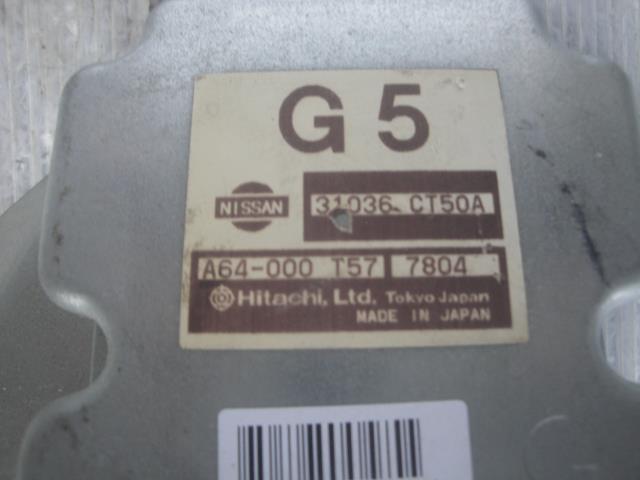 G 5
NISSAN 31036 CT50A
A64-000 T57 7804
Hitachi, Ltd. Tokyo Japan
MADE IN JAPAN